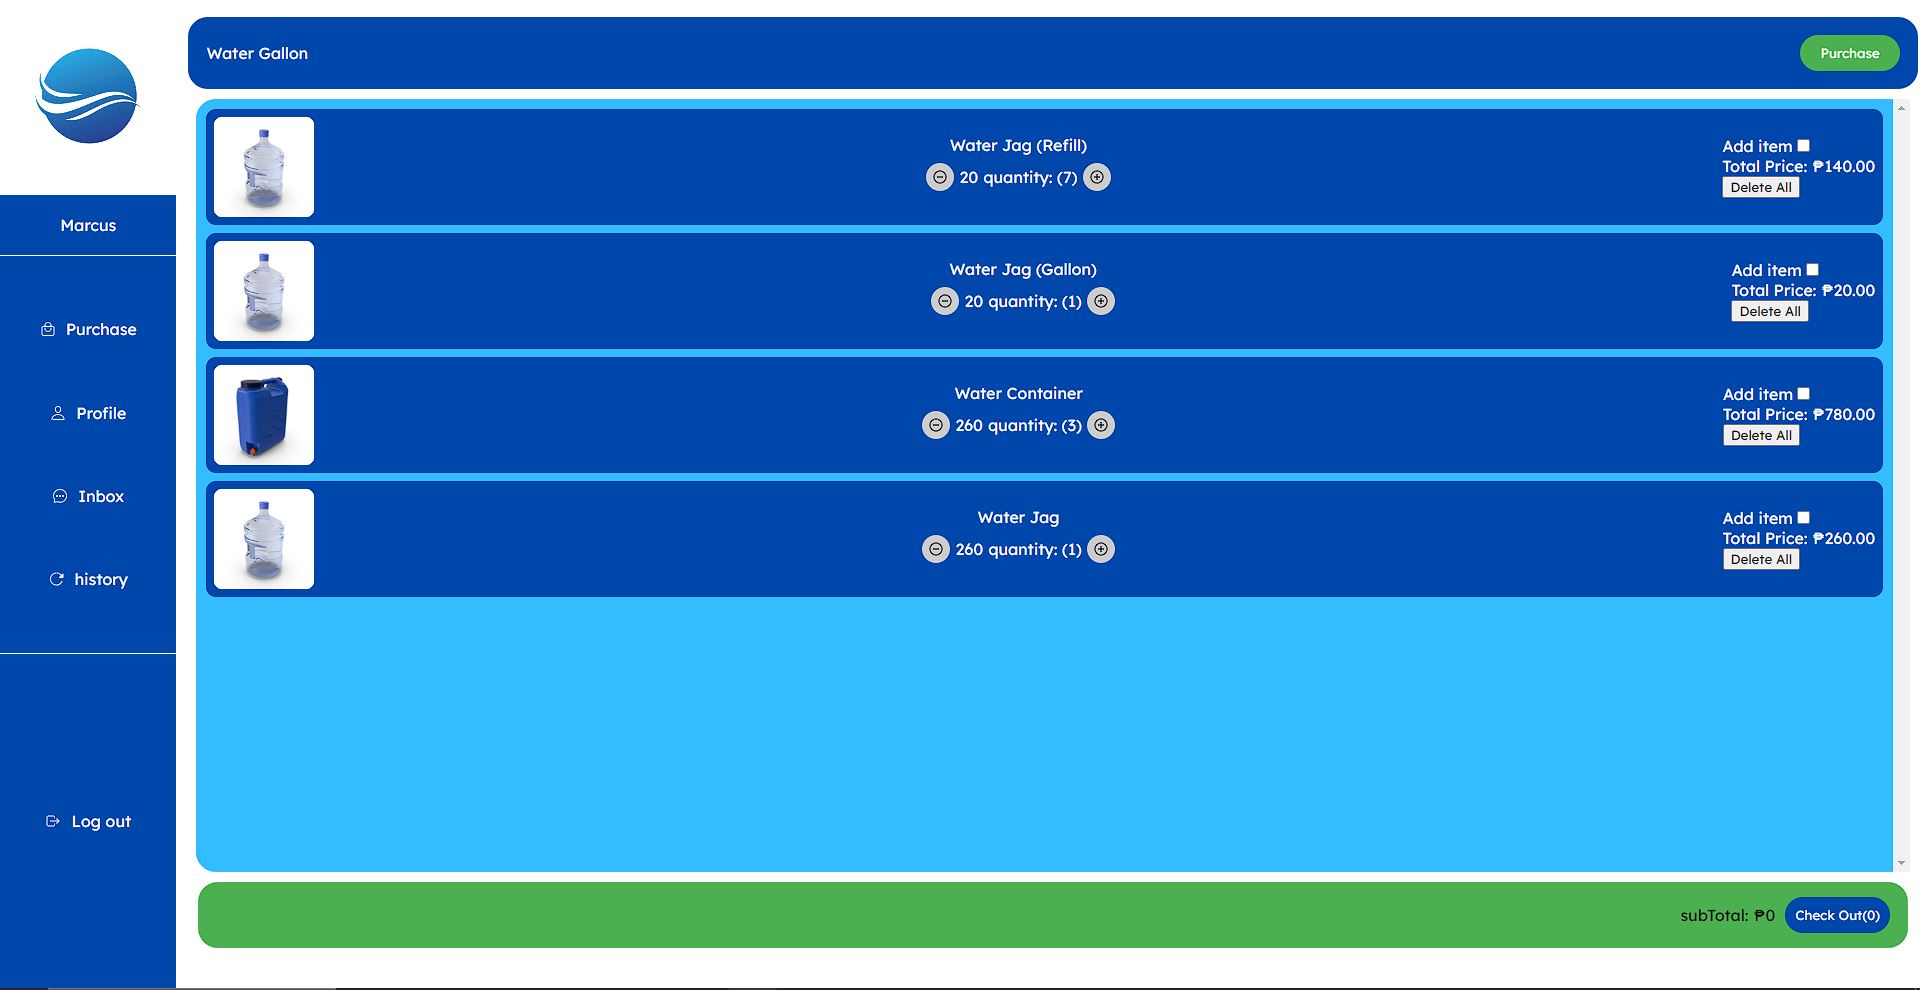 Water Gallon
Purchase
Marcus
Purchase
Profile
Inbox
history
Log out
Water Jag (Refill)
20 quantity: (7)
Add item
Total Price: ₱140.00
Delete All
Water Jag (Gallon)
20 quantity: (1)
Add item
Total Price: ₱20.00
Delete All
Water Container
260 quantity: (3)
Add item
Total Price: ₱780.00
Delete All
Water Jag
260 quantity: (1)
Add item
Total Price: ₱260.00
Delete All
subTotal: ₱0
Check Out(0)